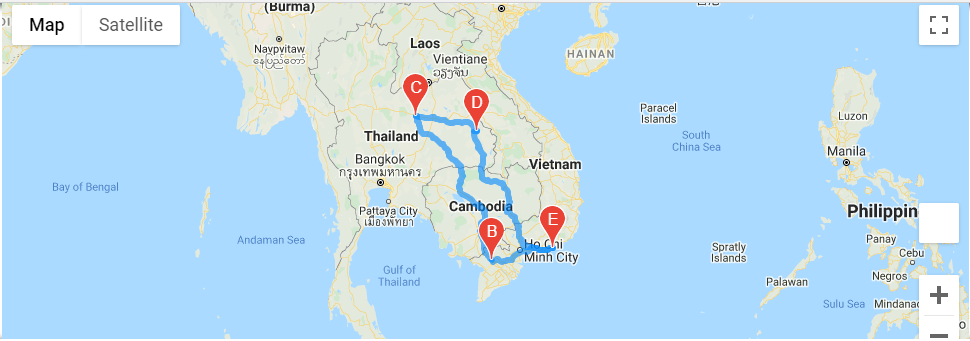 (Burma)
Map
Satellite
Naypyitaw
နေပြည်တော်
Laos
Vientiane
ວຽງຈັນ
HAINAN
C
D
Thailand
Paracel
Islands
Luzon
South
China Sea
Manila
Bangkok
กรุงเทพมหานคร
Vietnam
Bay of Bengal
Pattaya City
เมืองพัทยา
Cambodia
Philippin
E
B
Andaman Sea
Ho Chi
Minh City
Spratly
Islands
Panay
Cebu
Gulf of
Thailand
Palawan
Negros
Sulu Sea
Mindanao